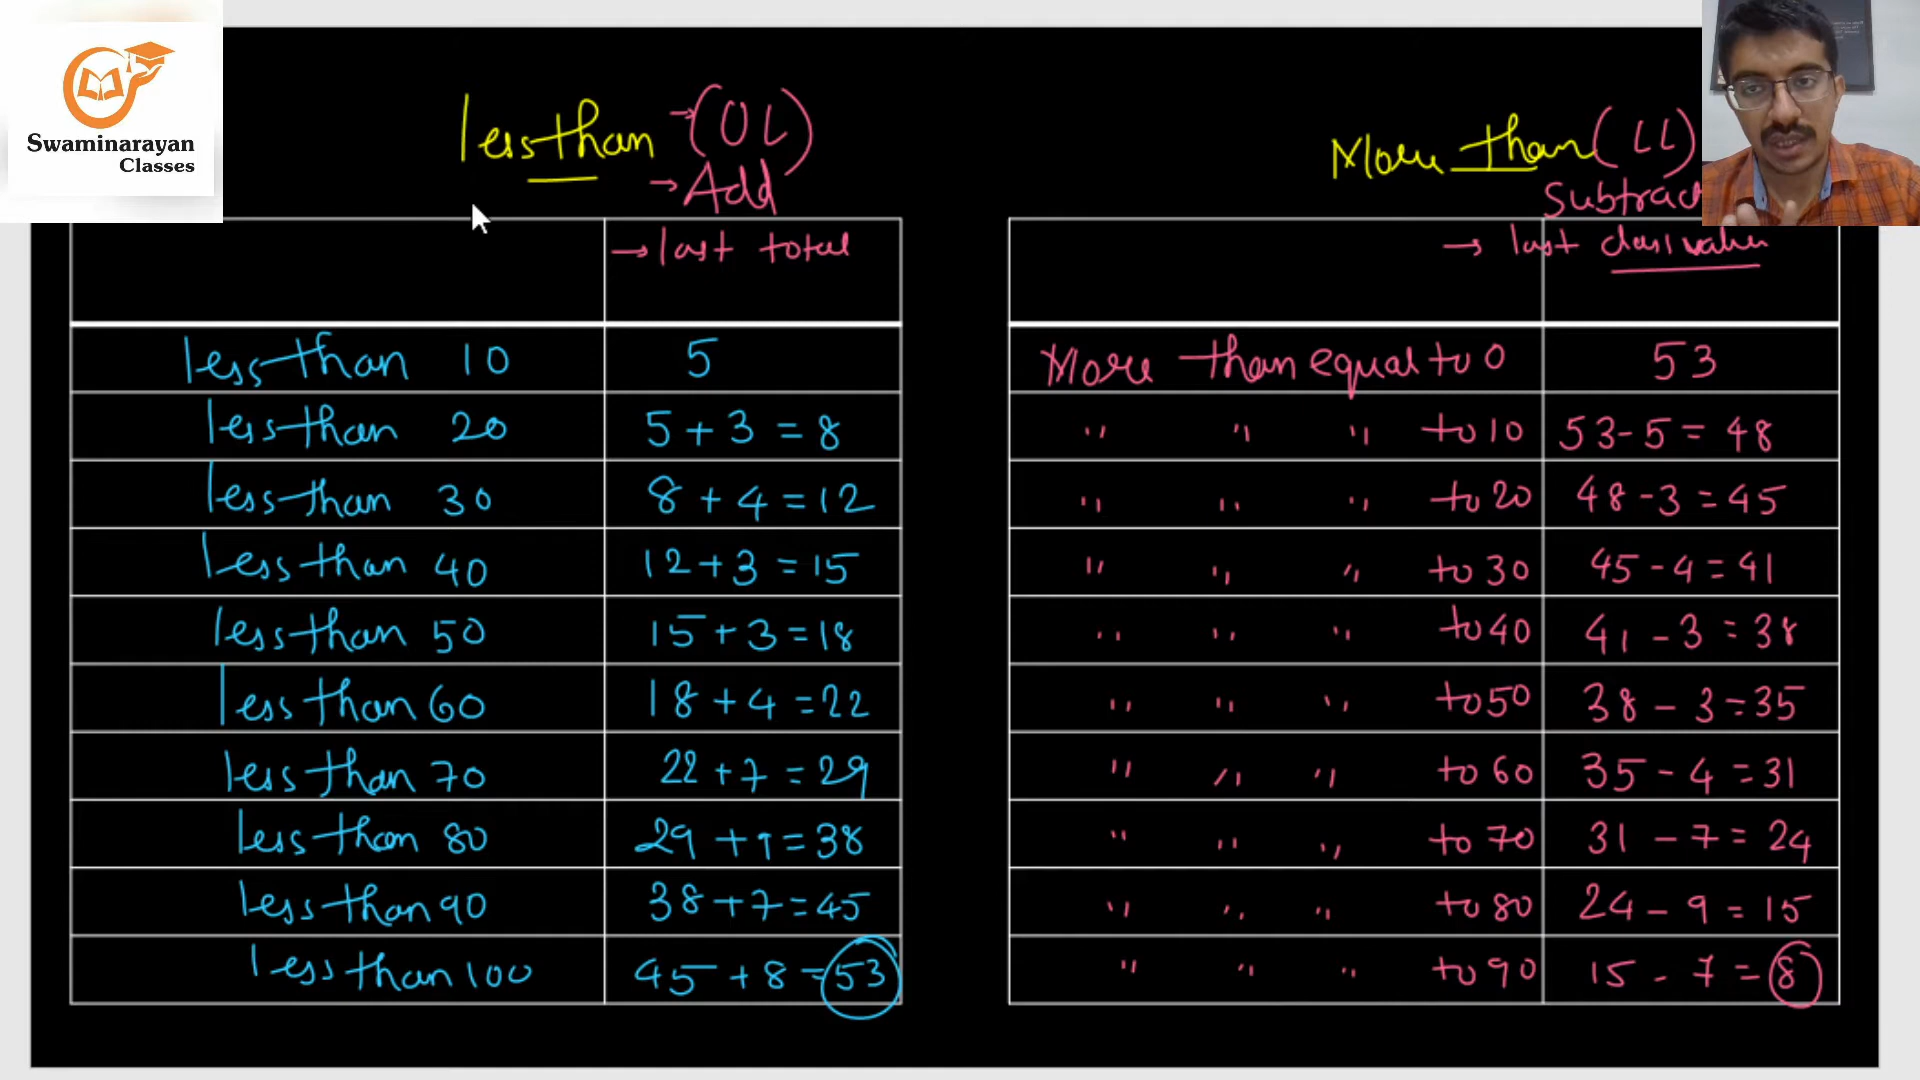 Swaminarayan
Classes
less than → (UL)
→ Add
→ last total
less than 10 5
less than 20 5 + 3 = 8
less than 30 8 + 4 = 12
less than 40 12 + 3 = 15
less than 50 15 + 3 = 18
less than 60 18 + 4 = 22
less than 70 22 + 7 = 29
less than 80 29 + 9 = 38
less than 90 38 + 7 = 45
less than 100 45 + 8 = 53
More than (LL)
Subtract
→ last
More than equal to 0 53
" " " to 10 53 - 5 = 48
" " " to 20 48 - 3 = 45
" " " to 30 45 - 4 = 41
" " " to 40 41 - 3 = 38
" " " to 50 38 - 3 = 35
" " " to 60 35 - 4 = 31
" " " to 70 31 - 7 = 24
" " " to 80 24 - 9 = 15
" " " to 90 15 - 7 = 8